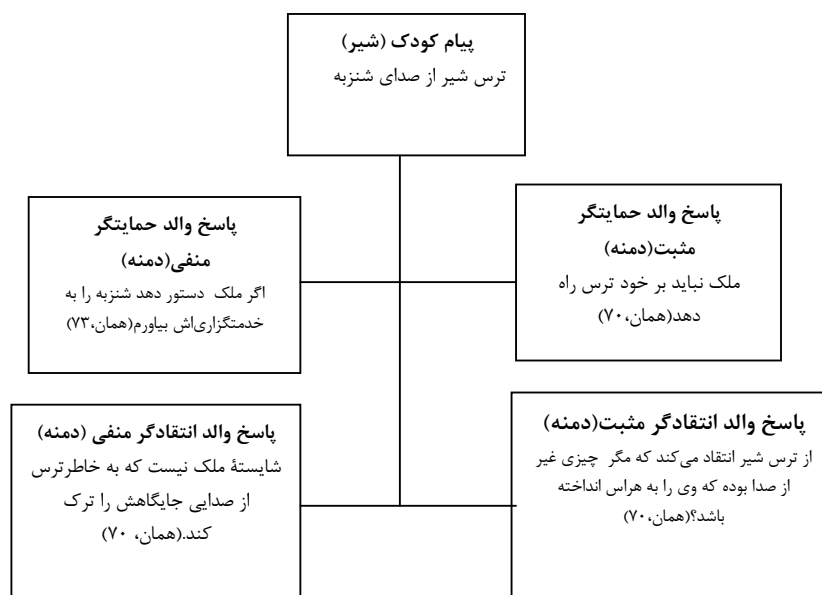 پیام کودک (شیر)
ترس شیر از صدای شنزبه
پاسخ والد حمایتگر
مثبت(دمنه)
ملک نباید بر خود ترس راه
دهد(همان،۷۰)
پاسخ والد حمایتگر
منفی(دمنه)
اگر ملک دستور دهد شنزبه را به
خدمتگزاری‌اش بیاورم(همان،۷۳)
پاسخ والد انتقادگر مثبت(دمنه)
از ترس شیر انتقاد می‌کند که مگر چیزی غیر
از صدا بوده که وی را به هراس انداخته
باشد؟(همان،۷۰)
پاسخ والد انتقادگر منفی (دمنه)
شایستۀ ملک نیست که به خاطرترس
از صدایی جایگاهش را ترک
کند.(همان، ۷۰)